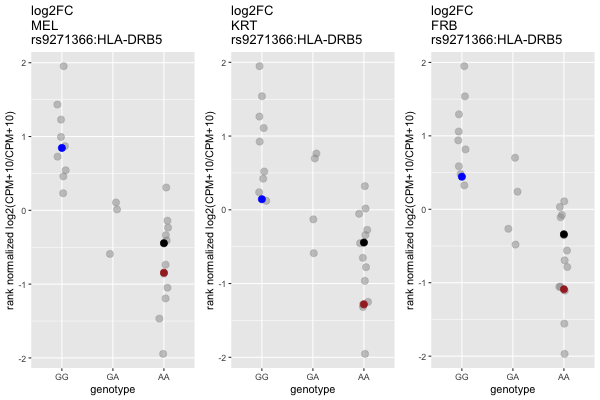 log2FC
MEL
rs9271366:HLA-DRB5
rank normalized log2(CPM+10/CPM+10)
2
1
0
-1
-2
GG GA AA
genotype
log2FC
KRT
rs9271366:HLA-DRB5
rank normalized log2(CPM+10/CPM+10)
2
1
0
-1
-2
GG GA AA
genotype
log2FC
FRB
rs9271366:HLA-DRB5
rank normalized log2(CPM+10/CPM+10)
2
1
0
-1
-2
GG GA AA
genotype